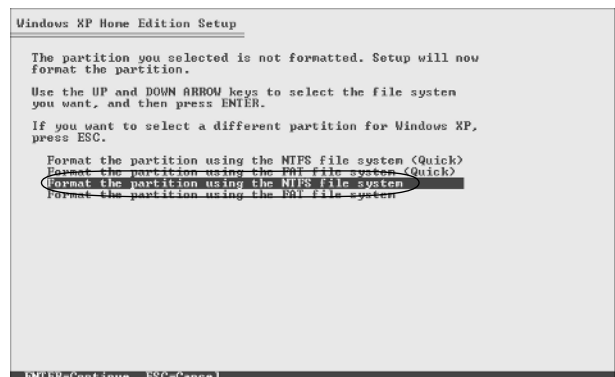 Windows XP Home Edition Setup
The partition you selected is not formatted. Setup will now
format the partition.
Use the UP and DOWN ARROW keys to select the file system
you want, and then press ENTER.
If you want to select a different partition for Windows XP,
press ESC.
Format the partition using the NTFS file system (Quick)
Format the partition using the FAT file system (Quick)
Format the partition using the NTFS file system
Format the partition using the FAT file system
ENTER=Continue ESC=Cancel